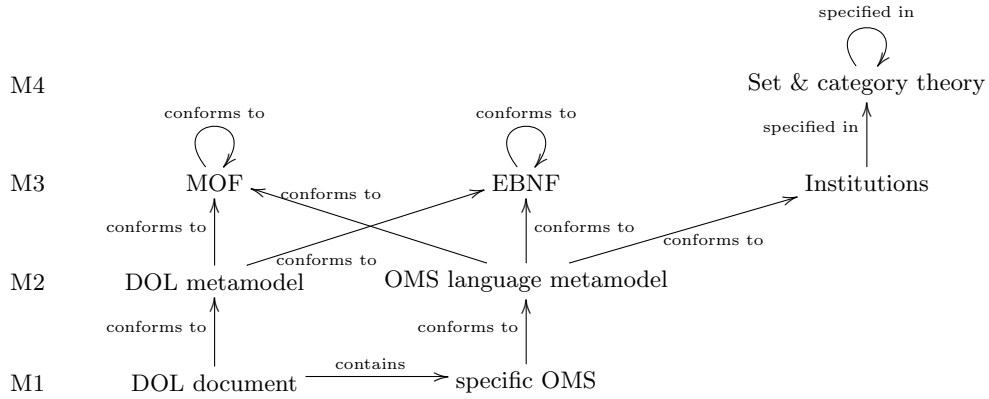 specified in
M4
Set & category theory
conforms to
conforms to
specified in
M3
MOF
EBNF
Institutions
conforms to
conforms to
conforms to
conforms to
conforms to
M2
DOL metamodel
OMS language metamodel
conforms to
conforms to
contains
M1
DOL document
specific OMS